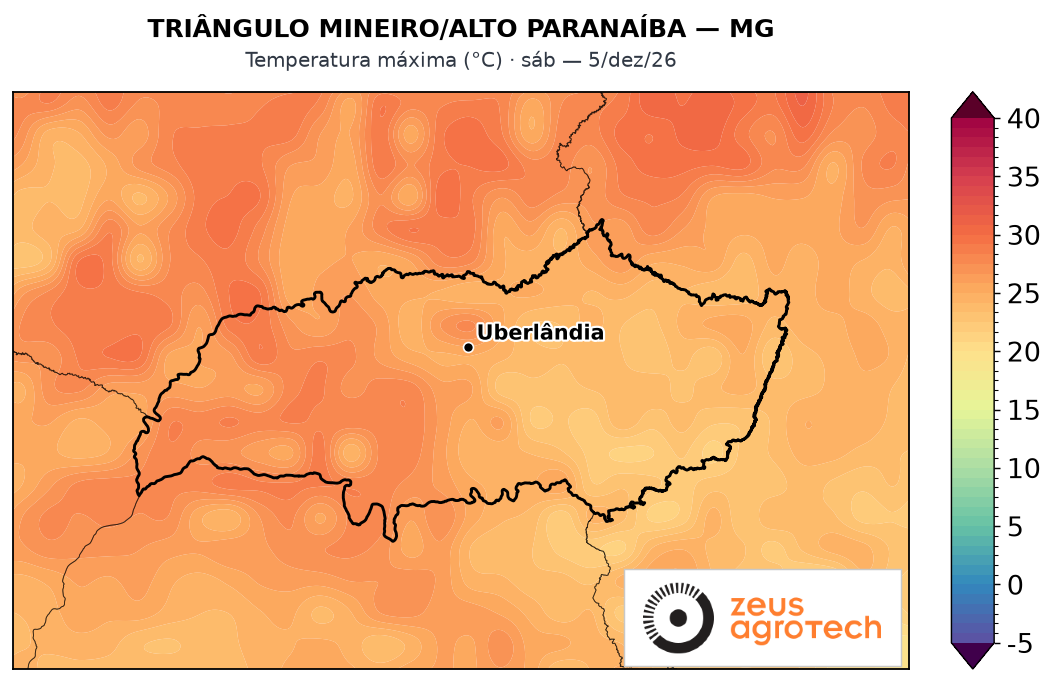 TRIÂNGULO MINEIRO/ALTO PARANAÍBA — MG
Temperatura máxima (°C) · sáb — 5/dez/26
Uberlândia
40
35
30
25
20
15
10
5
0
-5
zeus
agrotech